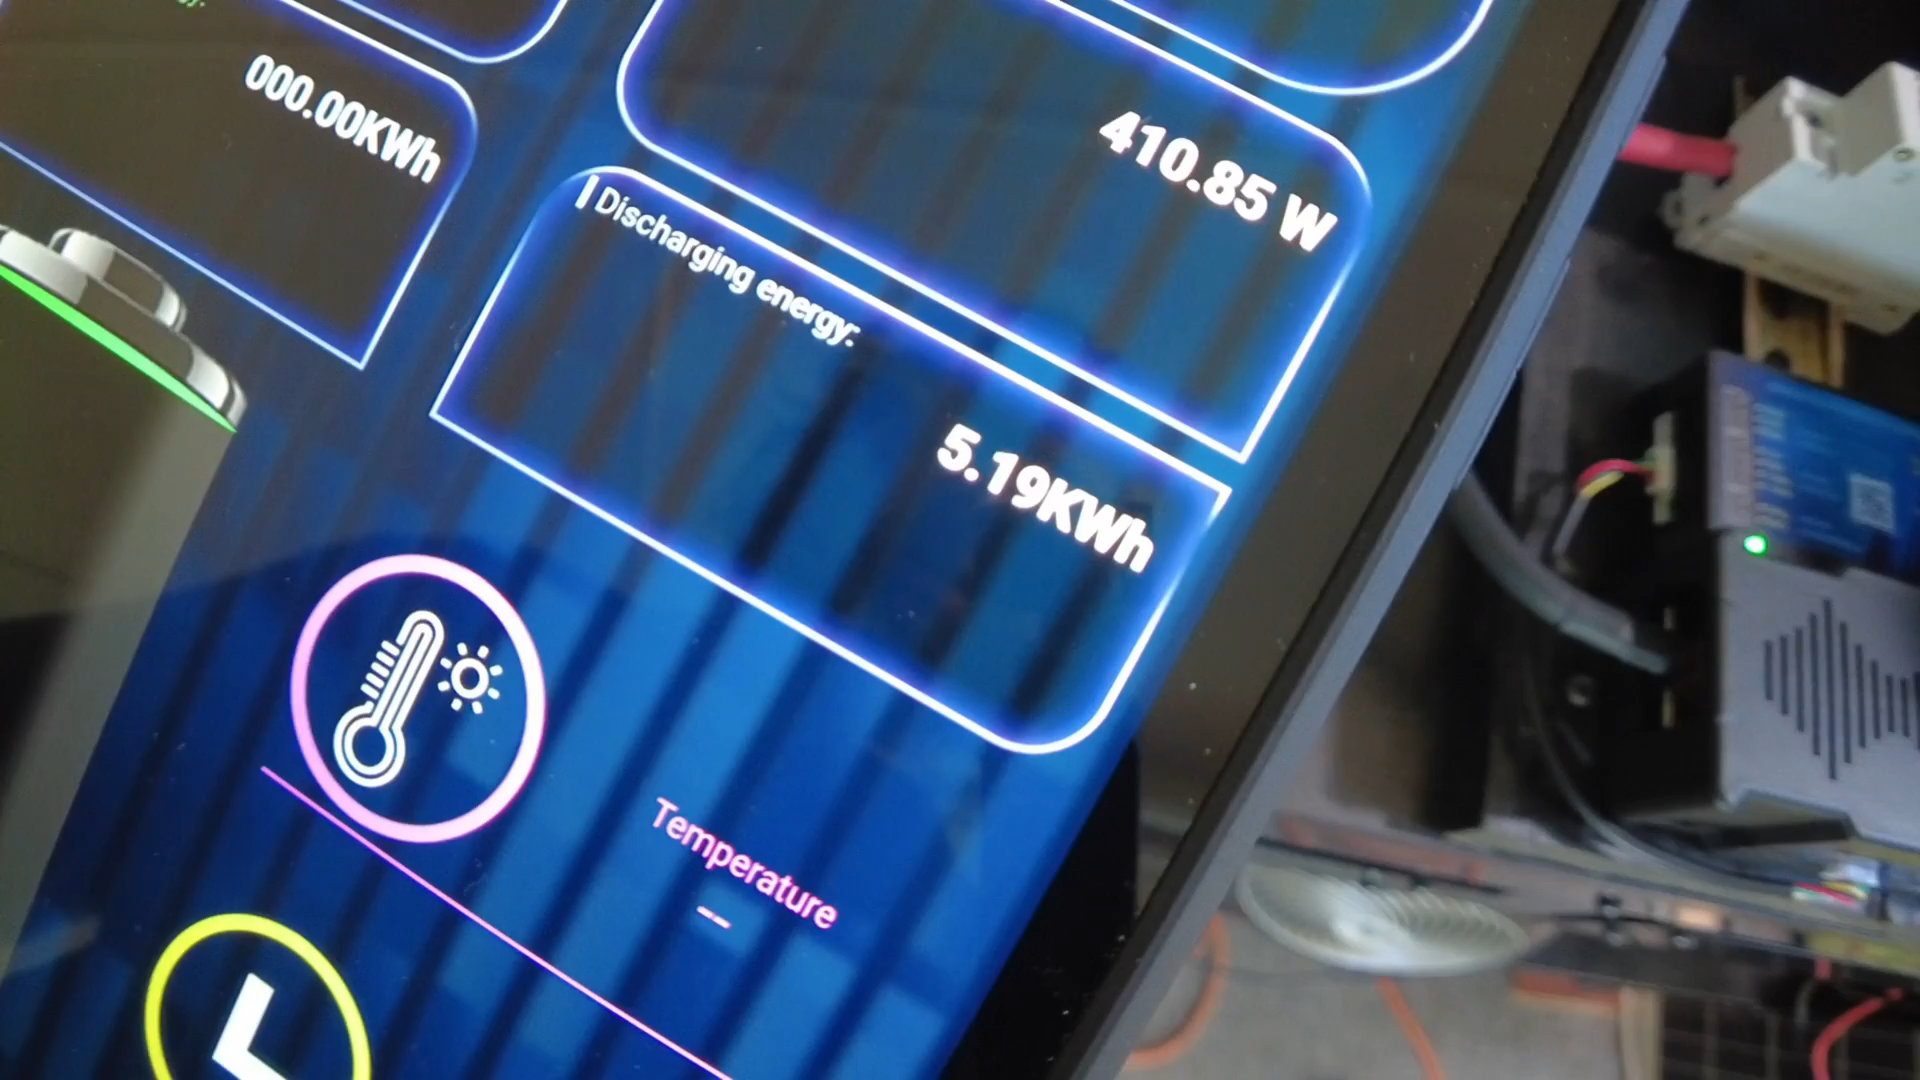 000.00KWh
410.85 W
Discharging energy:
5.19KWh
Temperature
--